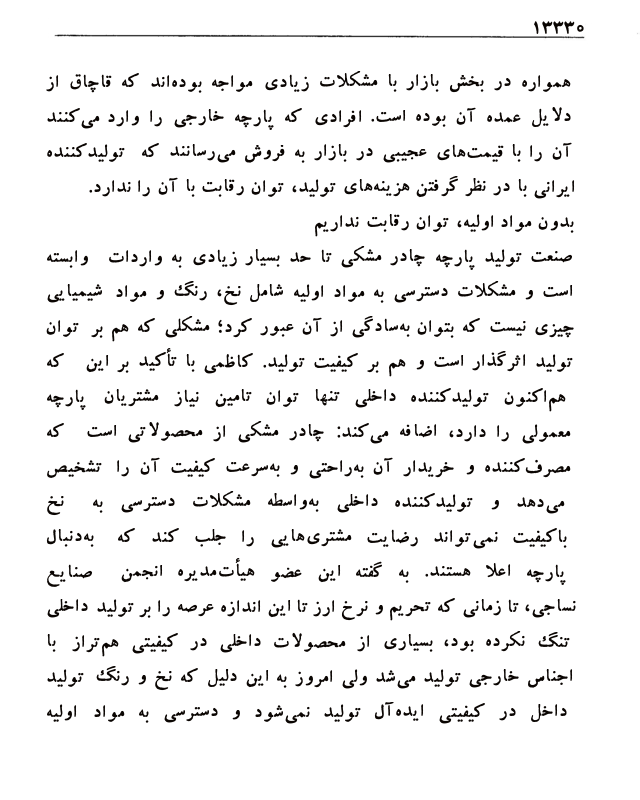 ۱۳۳۳۰
همواره در بخش بازار با مشکلات زیادی مواجه بوده‌اند که قاچاق از
دلایل عمده آن بوده است. افرادی که پارچه خارجی را وارد می‌کنند
آن را با قیمت‌های عجیبی در بازار به فروش می‌رسانند که تولیدکننده
ایرانی با در نظر گرفتن هزینه‌های تولید، توان رقابت با آن را ندارد.
بدون مواد اولیه، توان رقابت نداریم
صنعت تولید پارچه چادر مشکی تا حد بسیار زیادی به واردات وابسته
است و مشکلات دسترسی به مواد اولیه شامل نخ، رنگ و مواد شیمیایی
چیزی نیست که بتوان به‌سادگی از آن عبور کرد؛ مشکلی که هم بر توان
تولید اثرگذار است و هم بر کیفیت تولید. کاظمی با تأکید بر این که
هم‌اکنون تولیدکننده داخلی تنها توان تامین نیاز مشتریان پارچه
معمولی را دارد، اضافه می‌کند: چادر مشکی از محصولاتی است که
مصرف‌کننده و خریدار آن به‌راحتی و به‌سرعت کیفیت آن را تشخیص
می‌دهد و تولیدکننده داخلی به‌واسطه مشکلات دسترسی به نخ
باکیفیت نمی‌تواند رضایت مشتری‌هایی را جلب کند که به‌دنبال
پارچه اعلا هستند. به گفته این عضو هیأت‌مدیره انجمن صنایع
نساجی، تا زمانی که تحریم و نرخ ارز تا این اندازه عرصه را بر تولید داخلی
تنگ نکرده بود، بسیاری از محصولات داخلی در کیفیتی هم‌تراز با
اجناس خارجی تولید می‌شد ولی امروز به این دلیل که نخ و رنگ تولید
داخل در کیفیتی ایده‌آل تولید نمی‌شود و دسترسی به مواد اولیه